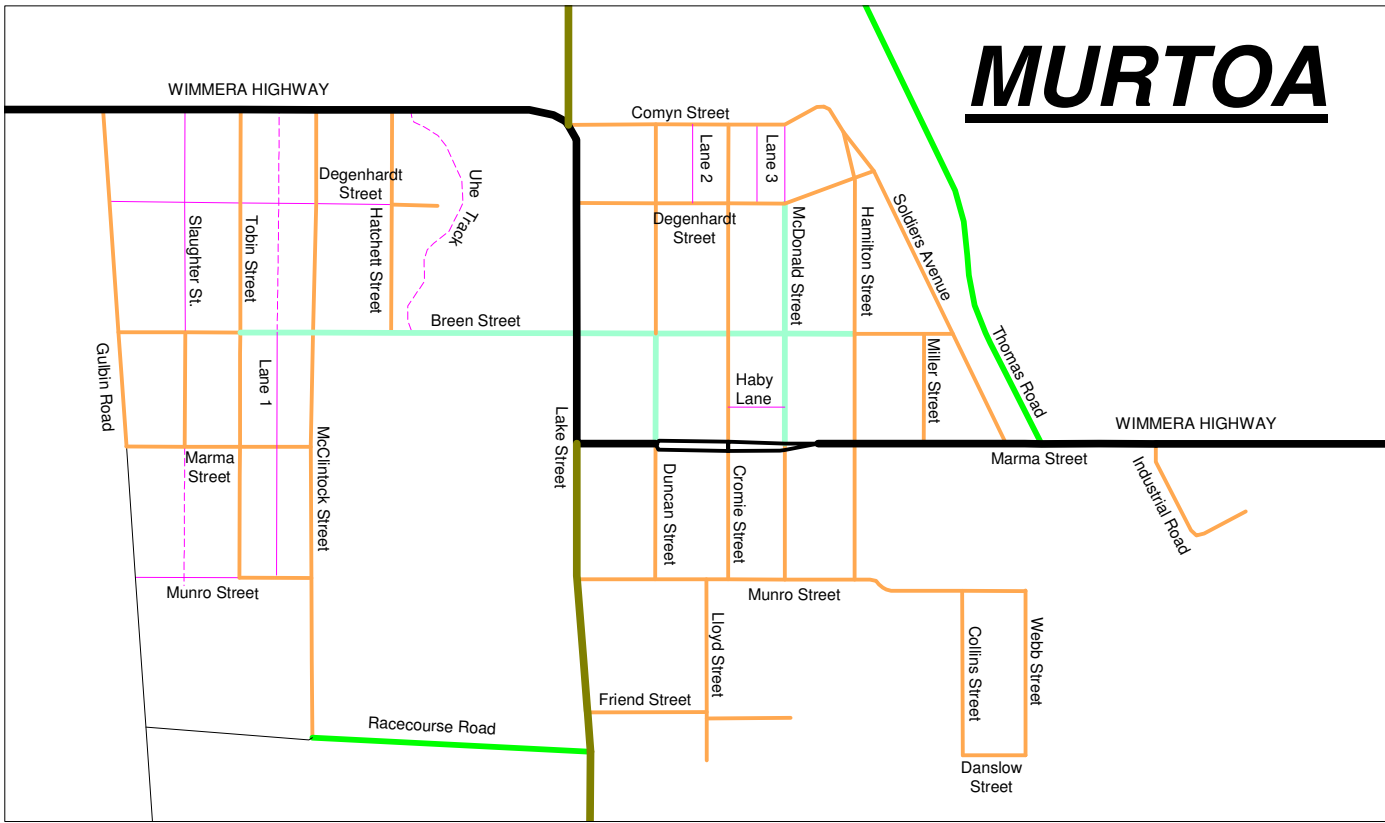 MURTOA
WIMMERA HIGHWAY
Comyn Street
Lane 2
Lane 3
Degenhardt
Street
Uhe Track
Slaughter St.
Tobin Street
Hatchett Street
Degenhardt
Street
McDonald Street
Hamilton Street
Soldiers Avenue
Breen Street
Gulbin Road
Lane 1
Haby
Lane
Miller Street
Thomas Road
Lake Street
WIMMERA HIGHWAY
Marma
Street
McClintock Street
Duncan Street
Cromie Street
Marma Street
Industrial Road
Munro Street
Munro Street
Lloyd Street
Collins Street
Webb Street
Friend Street
Racecourse Road
Danslow
Street